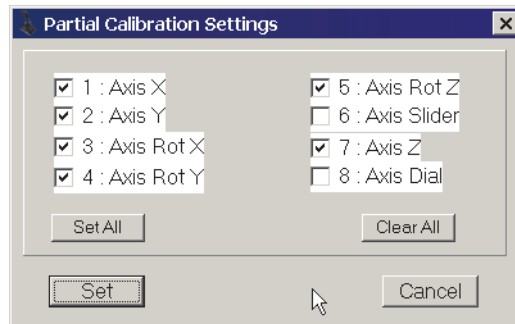 Partial Calibration Settings
1 : Axis X
2 : Axis Y
3 : Axis Rot X
4 : Axis Rot Y
5 : Axis Rot Z
6 : Axis Slider
7 : Axis Z
8 : Axis Dial
Set All
Clear All
Set
Cancel